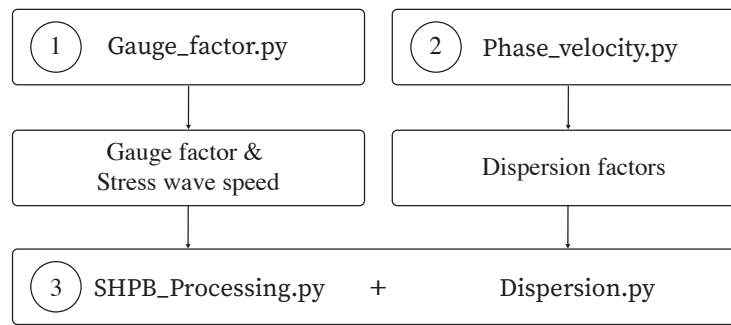 1 Gauge_factor.py
2 Phase_velocity.py
Gauge factor &
Stress wave speed
Dispersion factors
3 SHPB_Processing.py + Dispersion.py